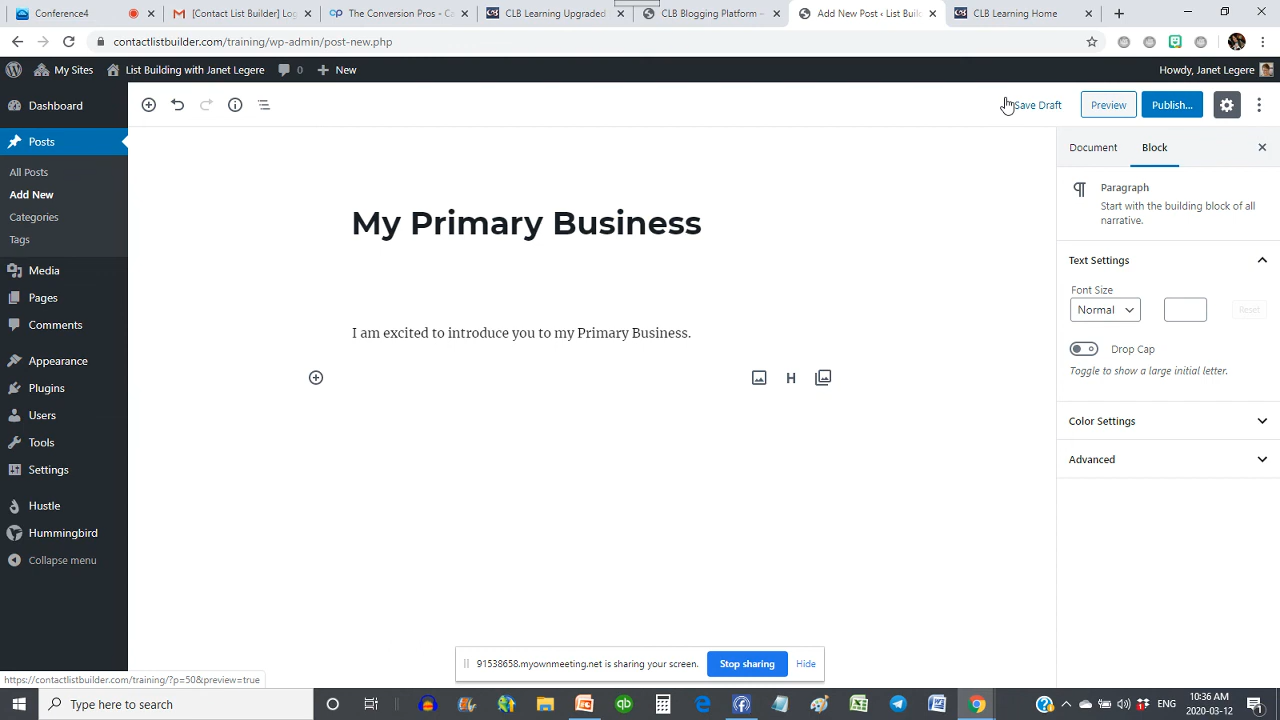 Conference4
[Contact List Builder] Log
The Conversion Pros - Co
CLB Learning Upgraded
CLB Blogging Platform –
Add New Post ‹ List Build
CLB Learning Home
contactlistbuilder.com/training/wp-admin/post-new.php
My Sites
List Building with Janet Legere
0
New
Howdy, Janet Legere
Dashboard
Save Draft
Preview
Publish...
Posts
Document
Block
All Posts
Add New
Categories
Tags
Paragraph
Start with the building block of all
narrative.
My Primary Business
Media
Pages
Comments
Appearance
Plugins
Users
Tools
Settings
Hustle
Hummingbird
Collapse menu
Text Settings
Font Size
Normal
Reset
Drop Cap
Toggle to show a large initial letter.
I am excited to introduce you to my Primary Business.
H
Color Settings
Advanced
91538658.myownmeeting.net is sharing your screen.
Stop sharing
Hide
https://contactlistbuilder.com/training/?p=50&preview=true
Type here to search
ENG
10:36 AM
2020-03-12